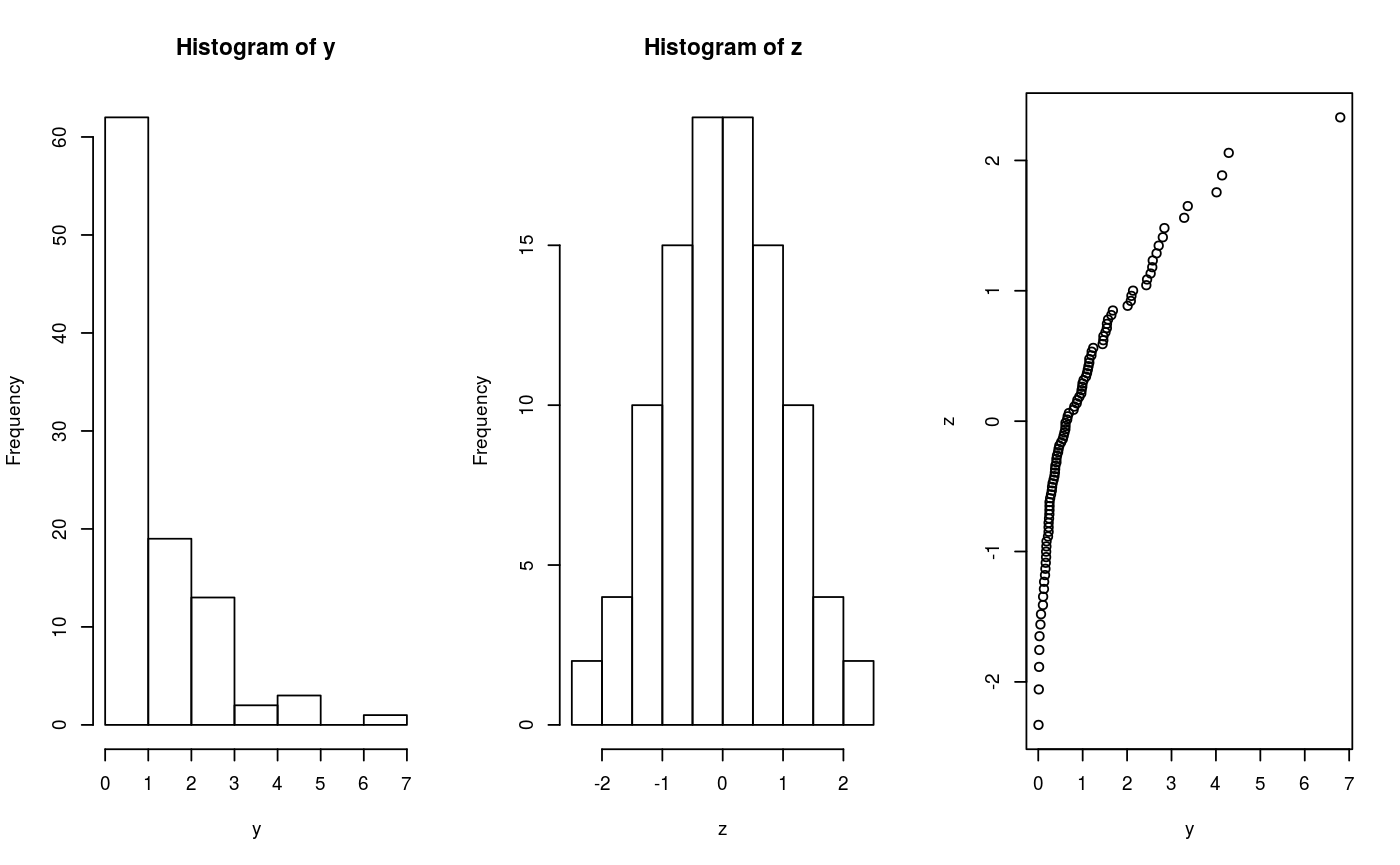 Histogram of y
Frequency
0 10 20 30 40 50 60
0 1 2 3 4 5 6 7
y
Histogram of z
Frequency
0 5 10 15
-2 -1 0 1 2
z
z
-2 -1 0 1 2
0 1 2 3 4 5 6 7
y